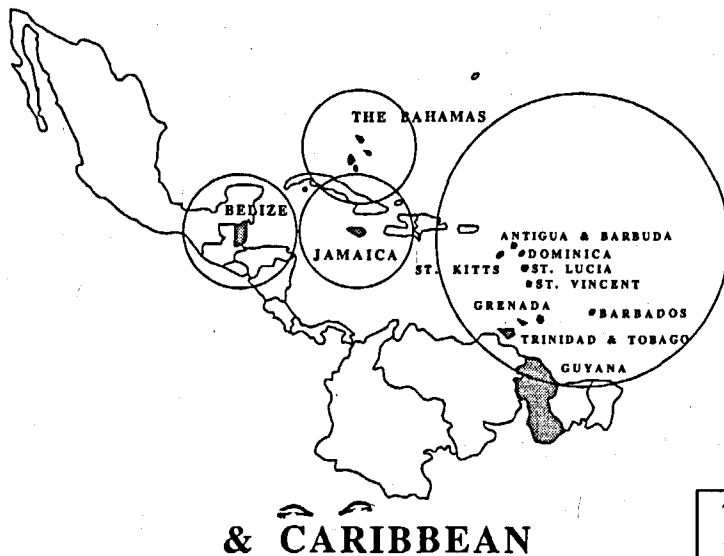 THE BAHAMAS
BELIZE
JAMAICA
ANTIGUA & BARBUDA
DOMINICA
ST. KITTS
ST. LUCIA
ST. VINCENT
GRENADA
BARBADOS
TRINIDAD & TOBAGO
GUYANA
& CARIBBEAN